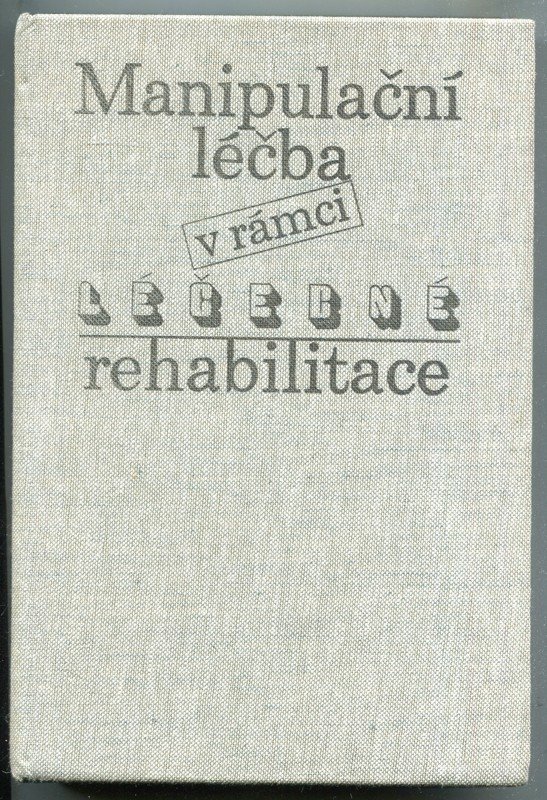 Manipulační
léčba
v rámci
LÉČEBNÉ
rehabilitace